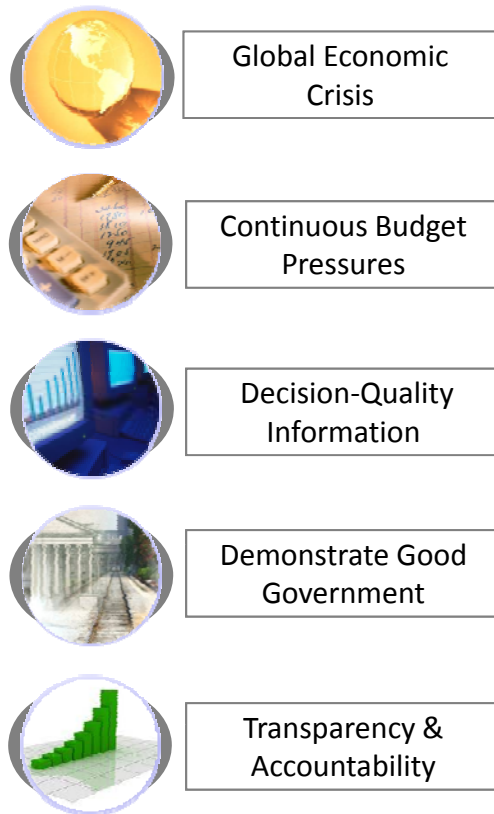 Global Economic
Crisis
Continuous Budget
Pressures
Decision-Quality
Information
Demonstrate Good
Government
Transparency &
Accountability